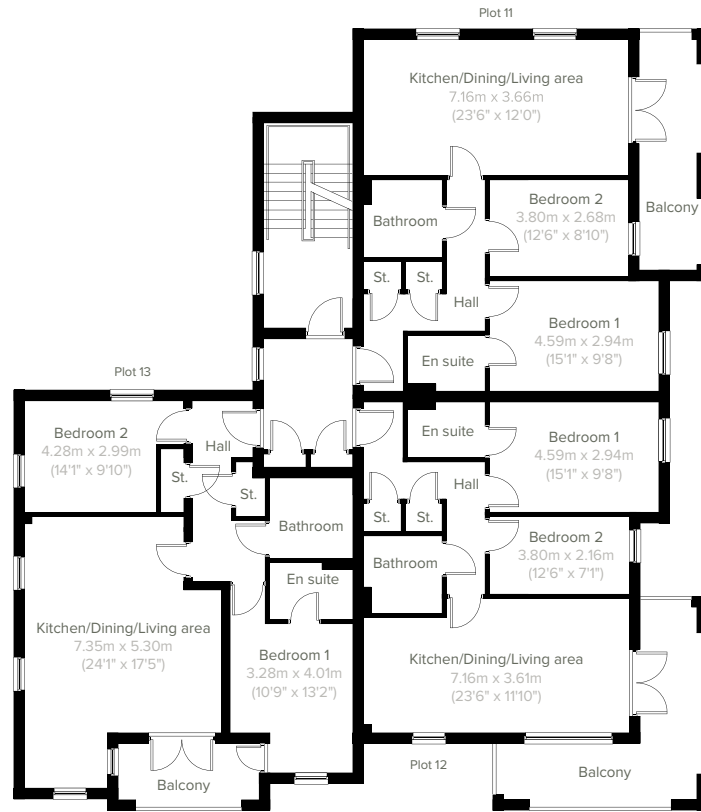 Plot 11
Kitchen/Dining/Living area
7.16m x 3.66m
(23'6" x 12'0")
Bathroom
Bedroom 2
3.80m x 2.68m
(12'6" x 8'10")
Balcony
St.
St.
Hall
Bedroom 1
4.59m x 2.94m
(15'1" x 9'8")
En suite
Plot 13
Bedroom 2
4.28m x 2.99m
(14'1" x 9'10")
Hall
St.
St.
Bathroom
En suite
Kitchen/Dining/Living area
7.35m x 5.30m
(24'1" x 17'5")
Bedroom 1
3.28m x 4.01m
(10'9" x 13'2")
Balcony
En suite
Bedroom 1
4.59m x 2.94m
(15'1" x 9'8")
Hall
St.
St.
Bedroom 2
3.80m x 2.16m
(12'6" x 7'1")
Bathroom
Kitchen/Dining/Living area
7.16m x 3.61m
(23'6" x 11'10")
Plot 12
Balcony